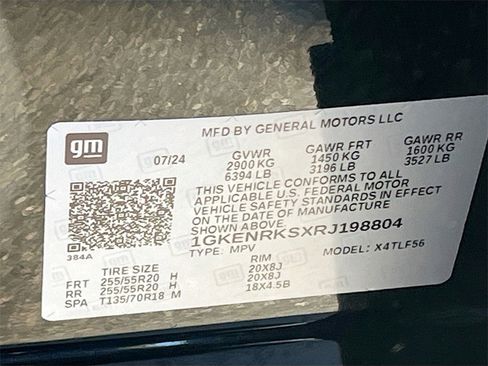 gm
MFD BY GENERAL MOTORS LLC
07/24
GVWR GAWR FRT GAWR RR
2900 KG 1450 KG 1600 KG
6394 LB 3196 LB 3527 LB
THIS VEHICLE CONFORMS TO ALL
APPLICABLE U.S. FEDERAL MOTOR
VEHICLE SAFETY STANDARDS IN EFFECT
ON THE DATE OF MANUFACTURE
SHOWN ABOVE.
1GKENRKSXRJ198804
384A
TYPE: MPV MODEL: X4TLF56
TIRE SIZE RIM
FRT 255/55R20 H 20X8J
RR 255/55R20 H 20X8J
SPA T135/70R18 M 18X4.5B